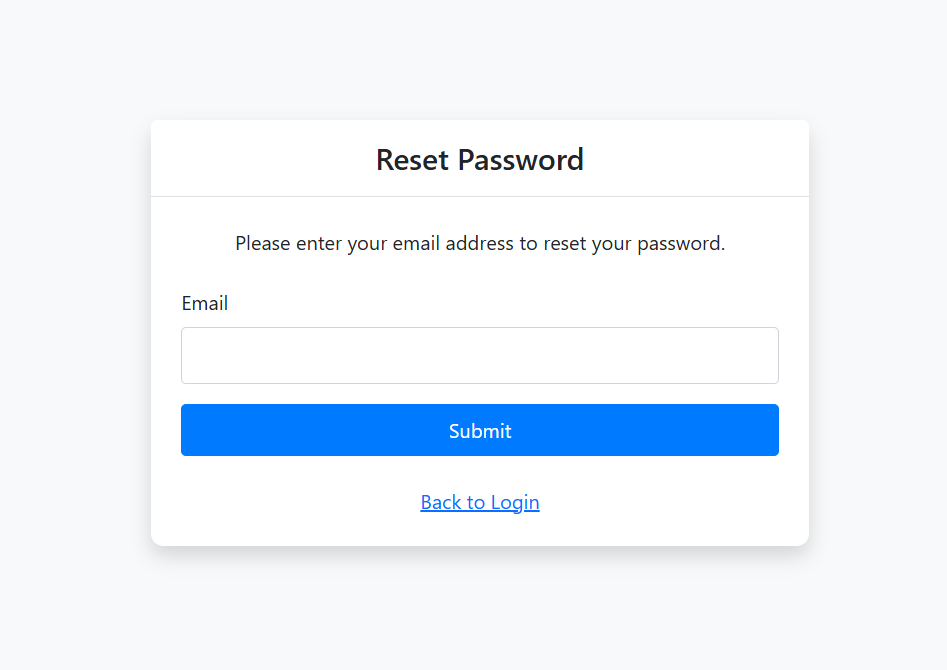 Reset Password
Please enter your email address to reset your password.
Email
Submit
Back to Login